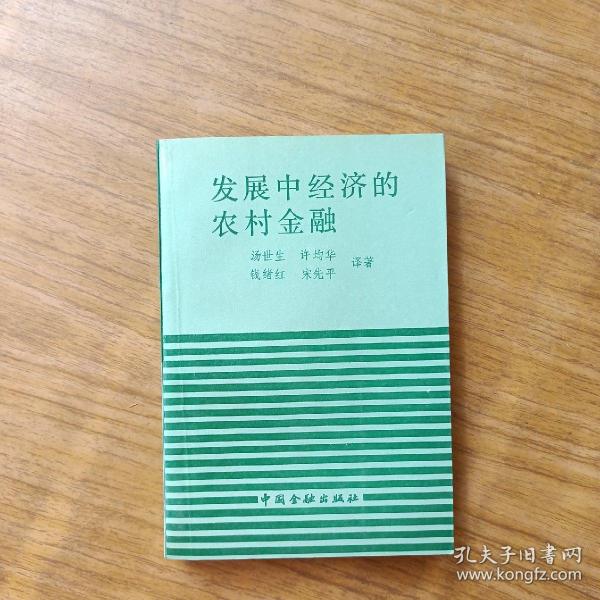 发展中经济的
农村金融
汤世生 许均华 译著
钱绪红 宋先平
中国金融出版社
孔夫子旧書网
www.kongfz.com